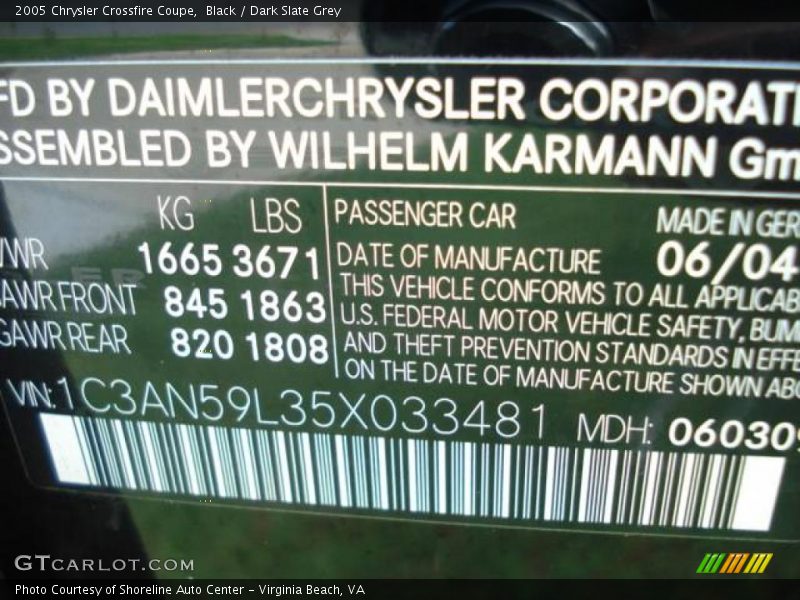 2005 Chrysler Crossfire Coupe, Black / Dark Slate Grey
FD BY DAIMLERCHRYSLER CORPORATI
SSEMBLED BY WILHELM KARMANN Gm
KG LBS
VWR 1665 3671
AWR FRONT 845 1863
GAWR REAR 820 1808
PASSENGER CAR MADE IN GER
DATE OF MANUFACTURE 06/04
THIS VEHICLE CONFORMS TO ALL APPLICAB
U.S. FEDERAL MOTOR VEHICLE SAFETY, BUM
AND THEFT PREVENTION STANDARDS IN EFFE
ON THE DATE OF MANUFACTURE SHOWN ABO
VIN: 1C3AN59L35X033481 MDH: 060309
GTCARLOT.COM
Photo Courtesy of Shoreline Auto Center - Virginia Beach, VA